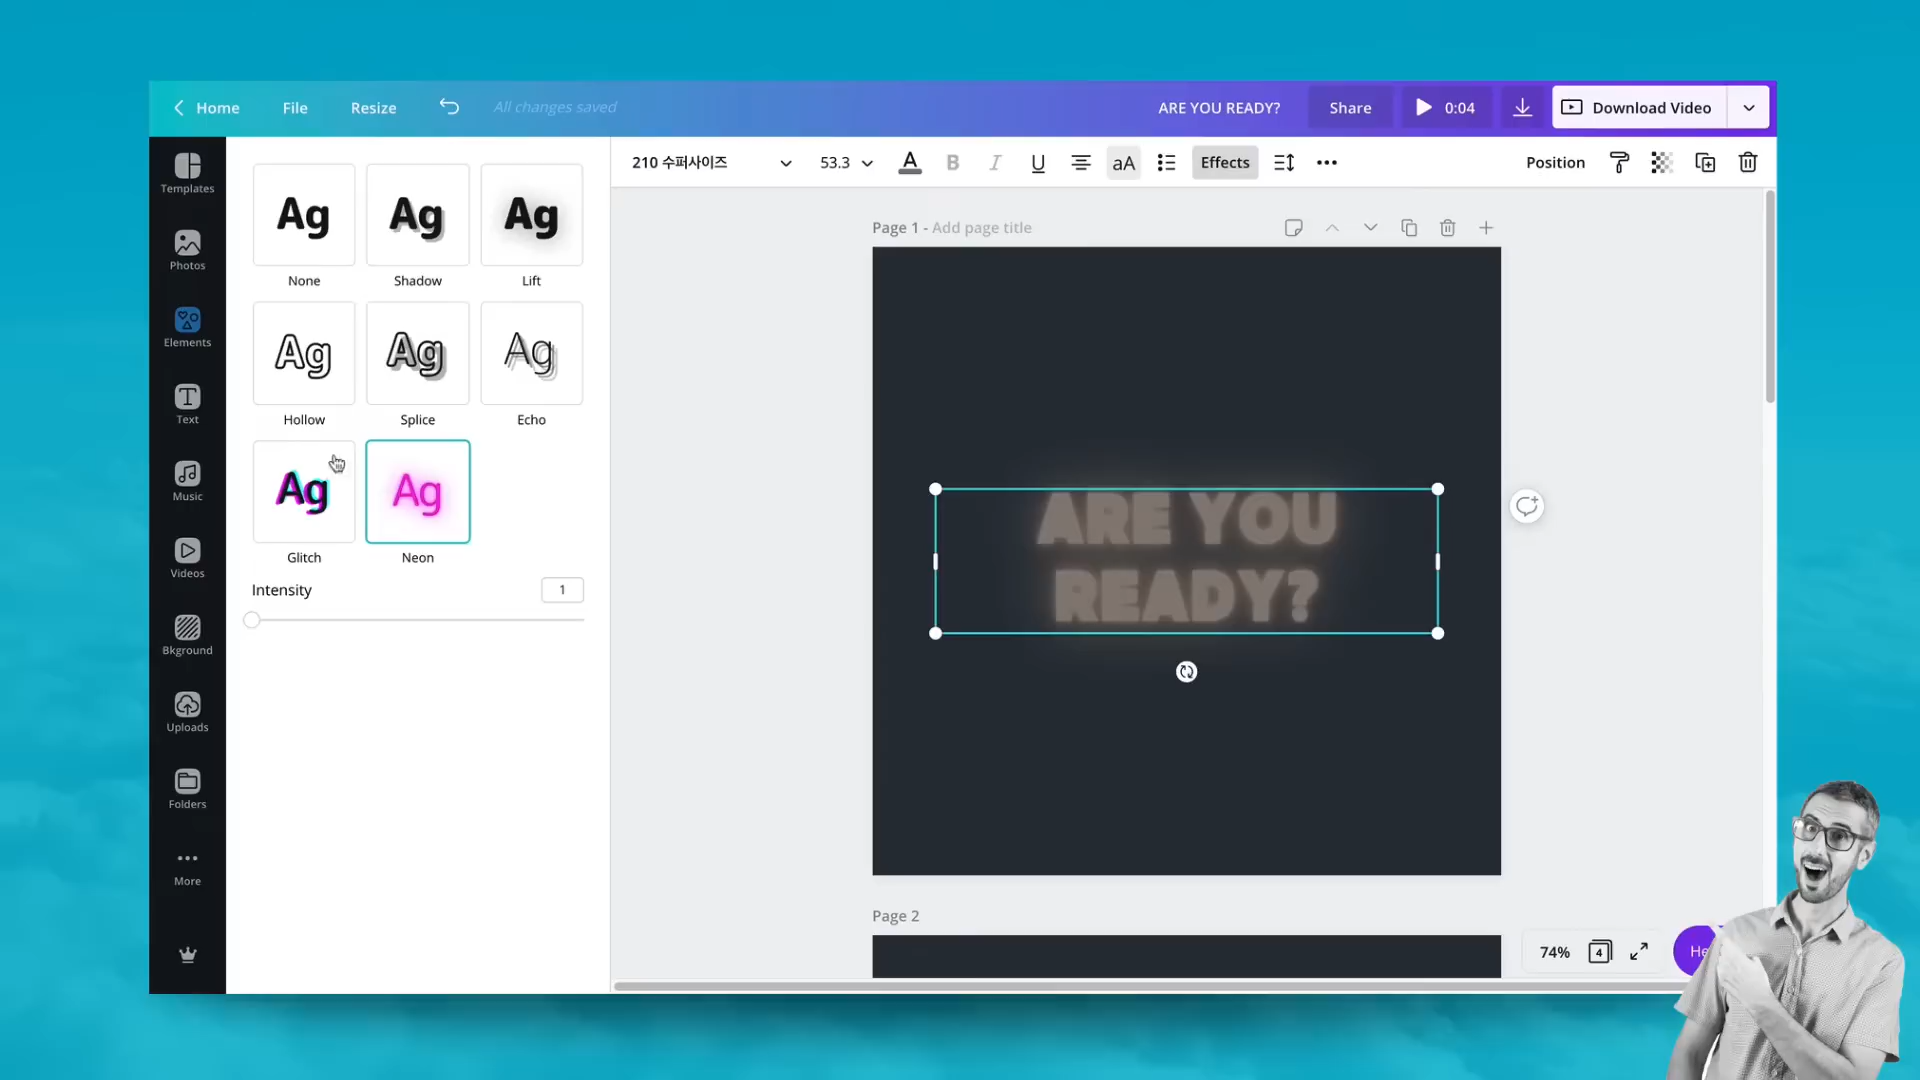 Home File Resize All changes saved ARE YOU READY? Share 0:04 Download Video
Templates
Photos
Elements
Text
Music
Videos
Bkground
Uploads
Folders
More
Ag Ag Ag
None Shadow Lift
Ag Ag Ag
Hollow Splice Echo
Ag Ag
Glitch Neon
Intensity 1
210 수퍼사이즈 53.3 A B I U aA Effects Position
Page 1 - Add page title
ARE YOU
READY?
Page 2
74% 4 He